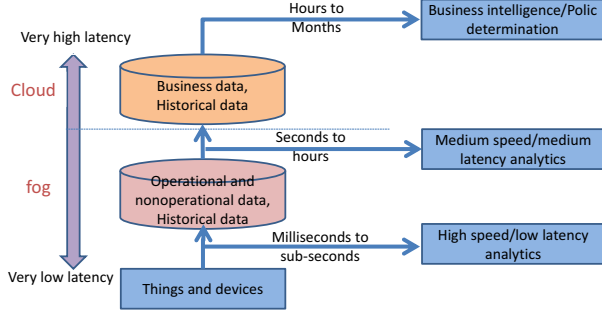 Hours to
Months
Business intelligence/Polic
determination
Very high latency
Cloud
Business data,
Historical data
Seconds to
hours
Medium speed/medium
latency analytics
fog
Operational and
nonoperational data,
Historical data
Milliseconds to
sub-seconds
High speed/low latency
analytics
Very low latency
Things and devices